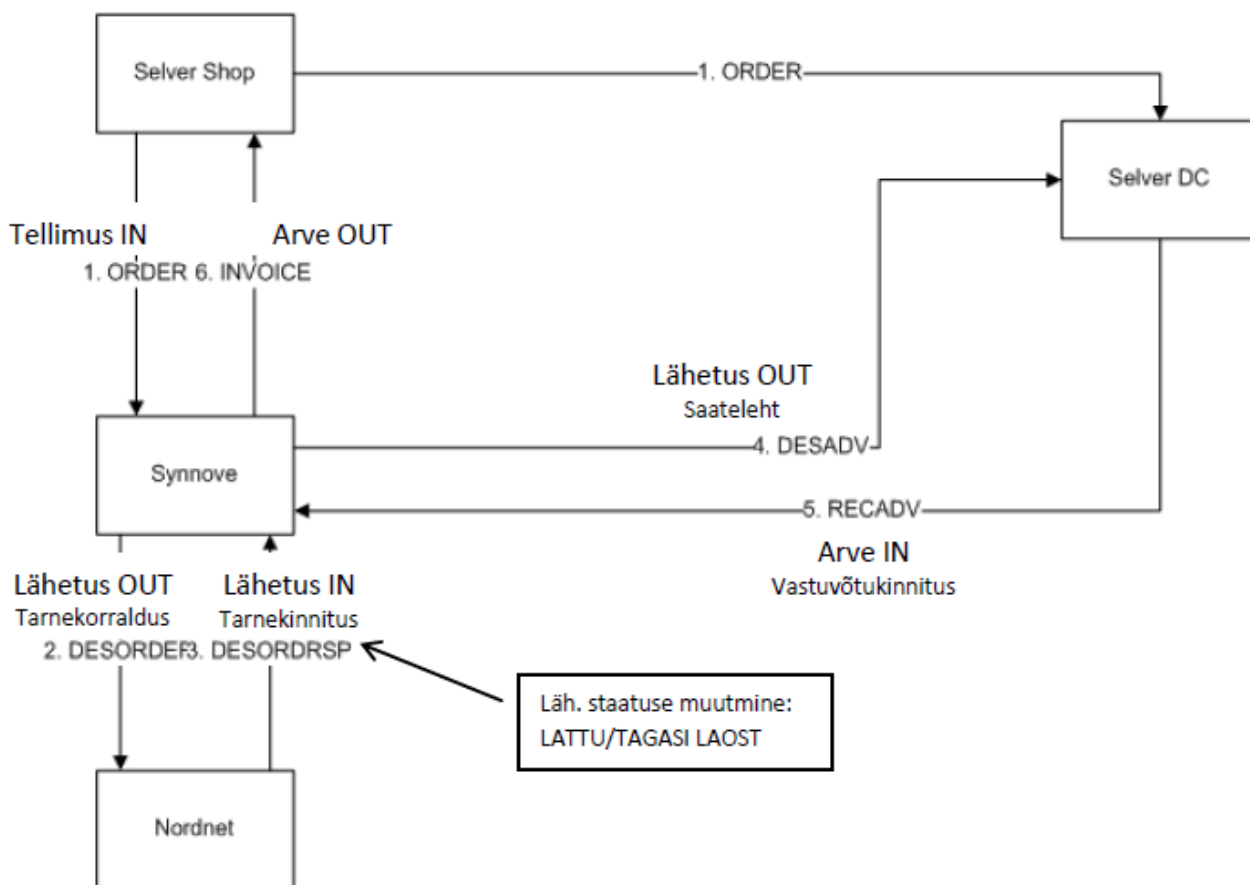 Selver Shop
1. ORDER
Selver DC
Tellimus IN
Arve OUT
1. ORDER
6. INVOICE
Lähetus OUT
Saateleht
4. DESADV
Synnove
5. RECADV
Arve IN
Vastuvõtukinnitus
Lähetus OUT
Tarnekorraldus
Lähetus IN
Tarnekinnitus
2. DESORDER
3. DESORDRSP
Läh. staatuse muutmine:
LATTU/TAGASI LAOST
Nordnet